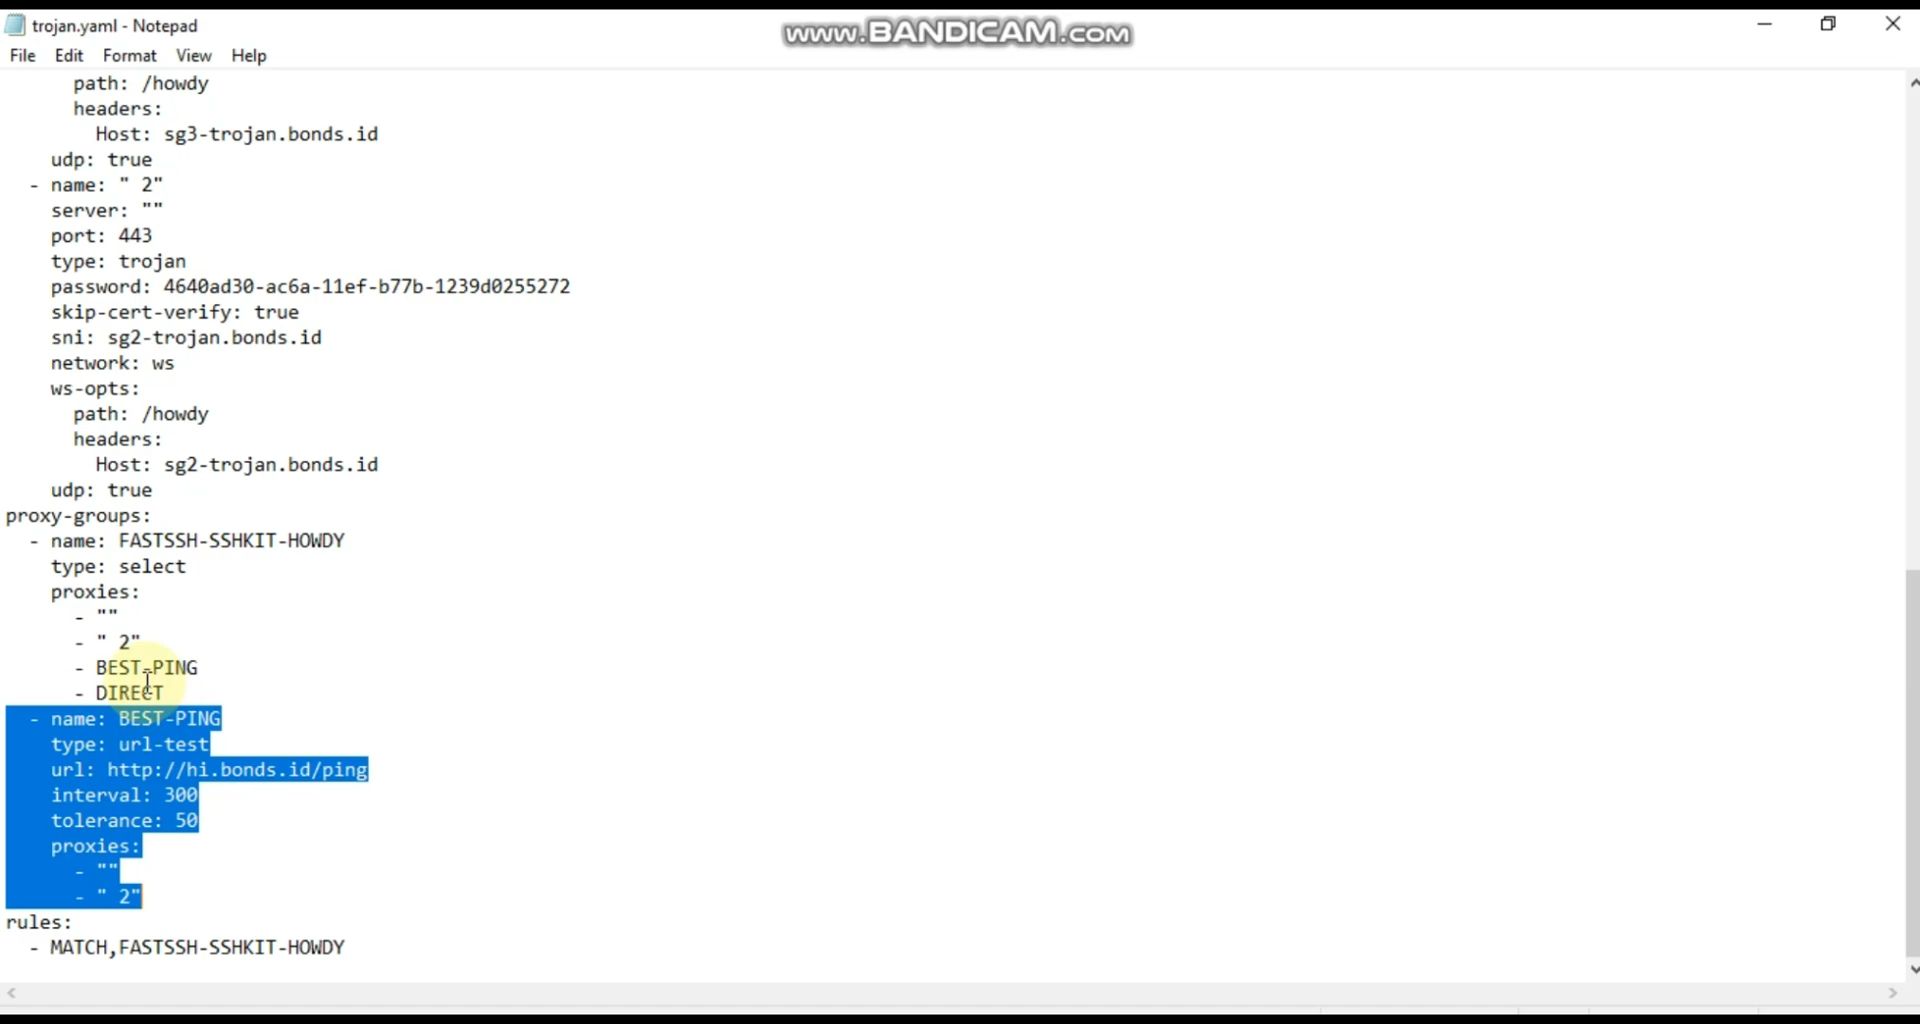 trojan.yaml - Notepad
www.BANDICAM.com
File Edit Format View Help
path: /howdy
headers:
Host: sg3-trojan.bonds.id
udp: true
- name: " 2"
server: ""
port: 443
type: trojan
password: 4640ad30-ac6a-11ef-b77b-1239d0255272
skip-cert-verify: true
sni: sg2-trojan.bonds.id
network: ws
ws-opts:
path: /howdy
headers:
Host: sg2-trojan.bonds.id
udp: true
proxy-groups:
- name: FASTSSH-SSHKIT-HOWDY
type: select
proxies:
- ""
- " 2"
- BEST-PING
- DIRECT
- name: BEST-PING
type: url-test
url: http://hi.bonds.id/ping
interval: 300
tolerance: 50
proxies:
- ""
- " 2"
rules:
- MATCH,FASTSSH-SSHKIT-HOWDY